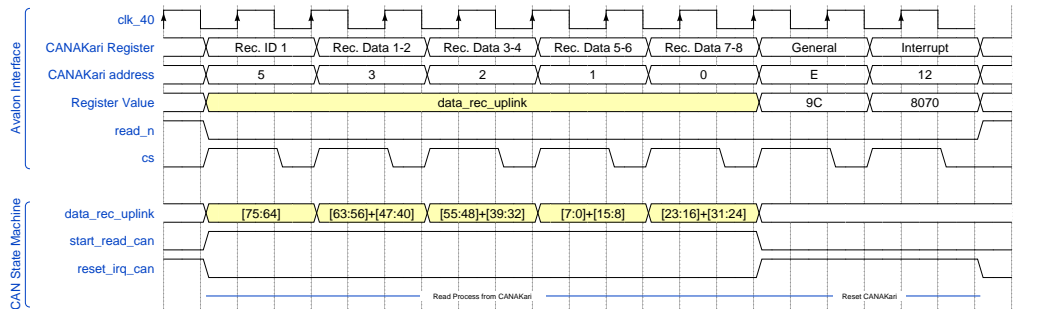 clk_40
CANAKari Register Rec. ID 1 Rec. Data 1-2 Rec. Data 3-4 Rec. Data 5-6 Rec. Data 7-8 General Interrupt
CANAKari address 5 3 2 1 0 E 12
Register Value data_rec_uplink 9C 8070
read_n
cs
Avalon Interface
data_rec_uplink [75:64] [63:56]+[47:40] [55:48]+[39:32] [7:0]+[15:8] [23:16]+[31:24]
start_read_can
reset_irq_can
Read Process from CANAKari Reset CANAKari
CAN State Machine